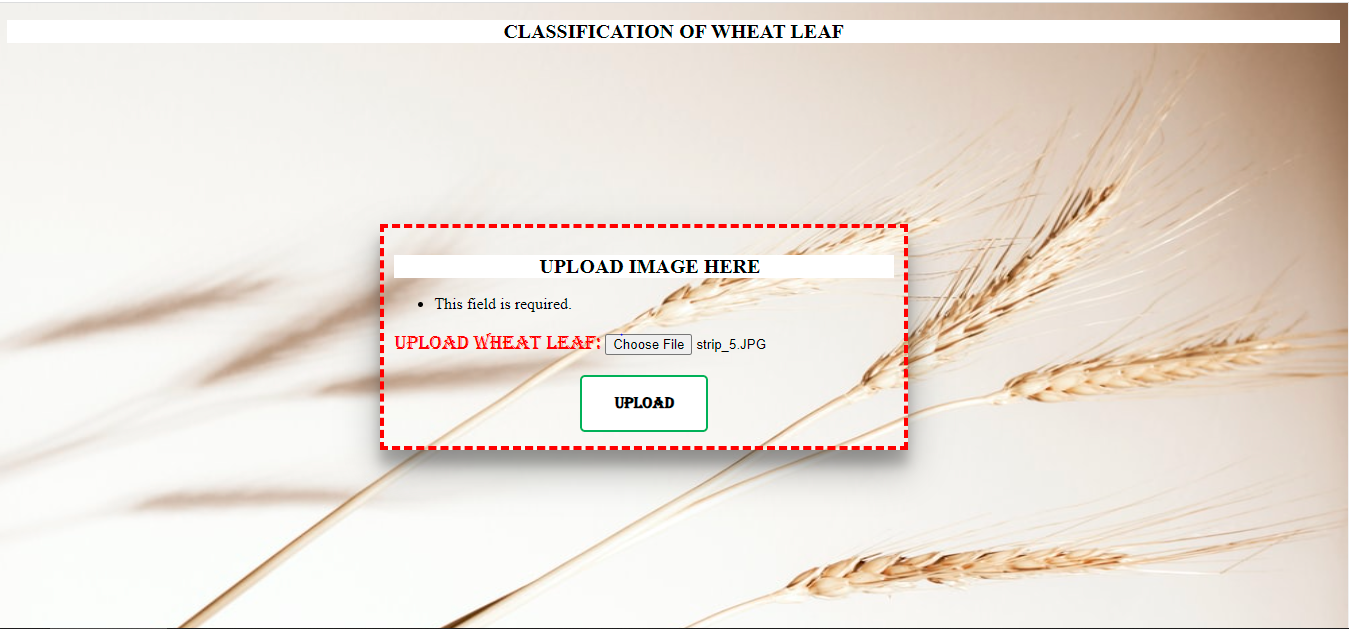 CLASSIFICATION OF WHEAT LEAF
UPLOAD IMAGE HERE
• This field is required.
UPLOAD WHEAT LEAF: Choose File strip_5.JPG
UPLOAD